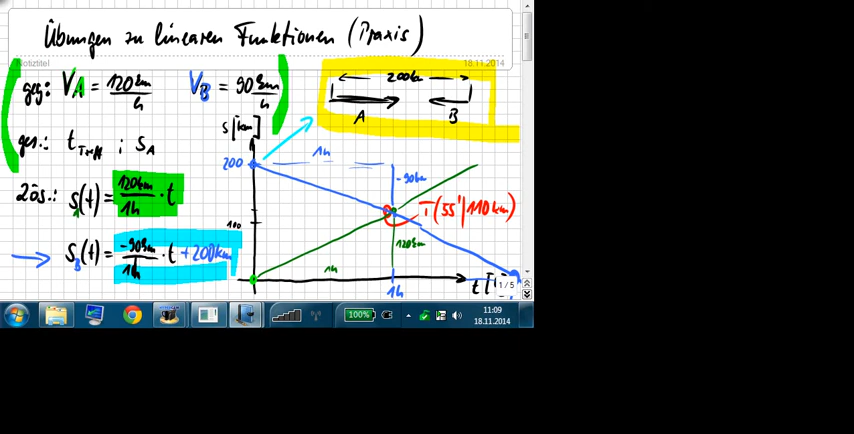 Übungen zu linearen Funktionen (Praxis)
Notiztitel
18.11.2014
geg: VA = 120km/h VB = 90km/h
200km
A B
ges.: tTreff ; SA
s[km]
1h
200
-90km
Lös.: SA(t) = 120km/1h · t
100
T(55'|110km)
120km
SB(t) = -90km/1h · t + 200km
1h
1h
t[
1/5
100%
11:09
18.11.2014